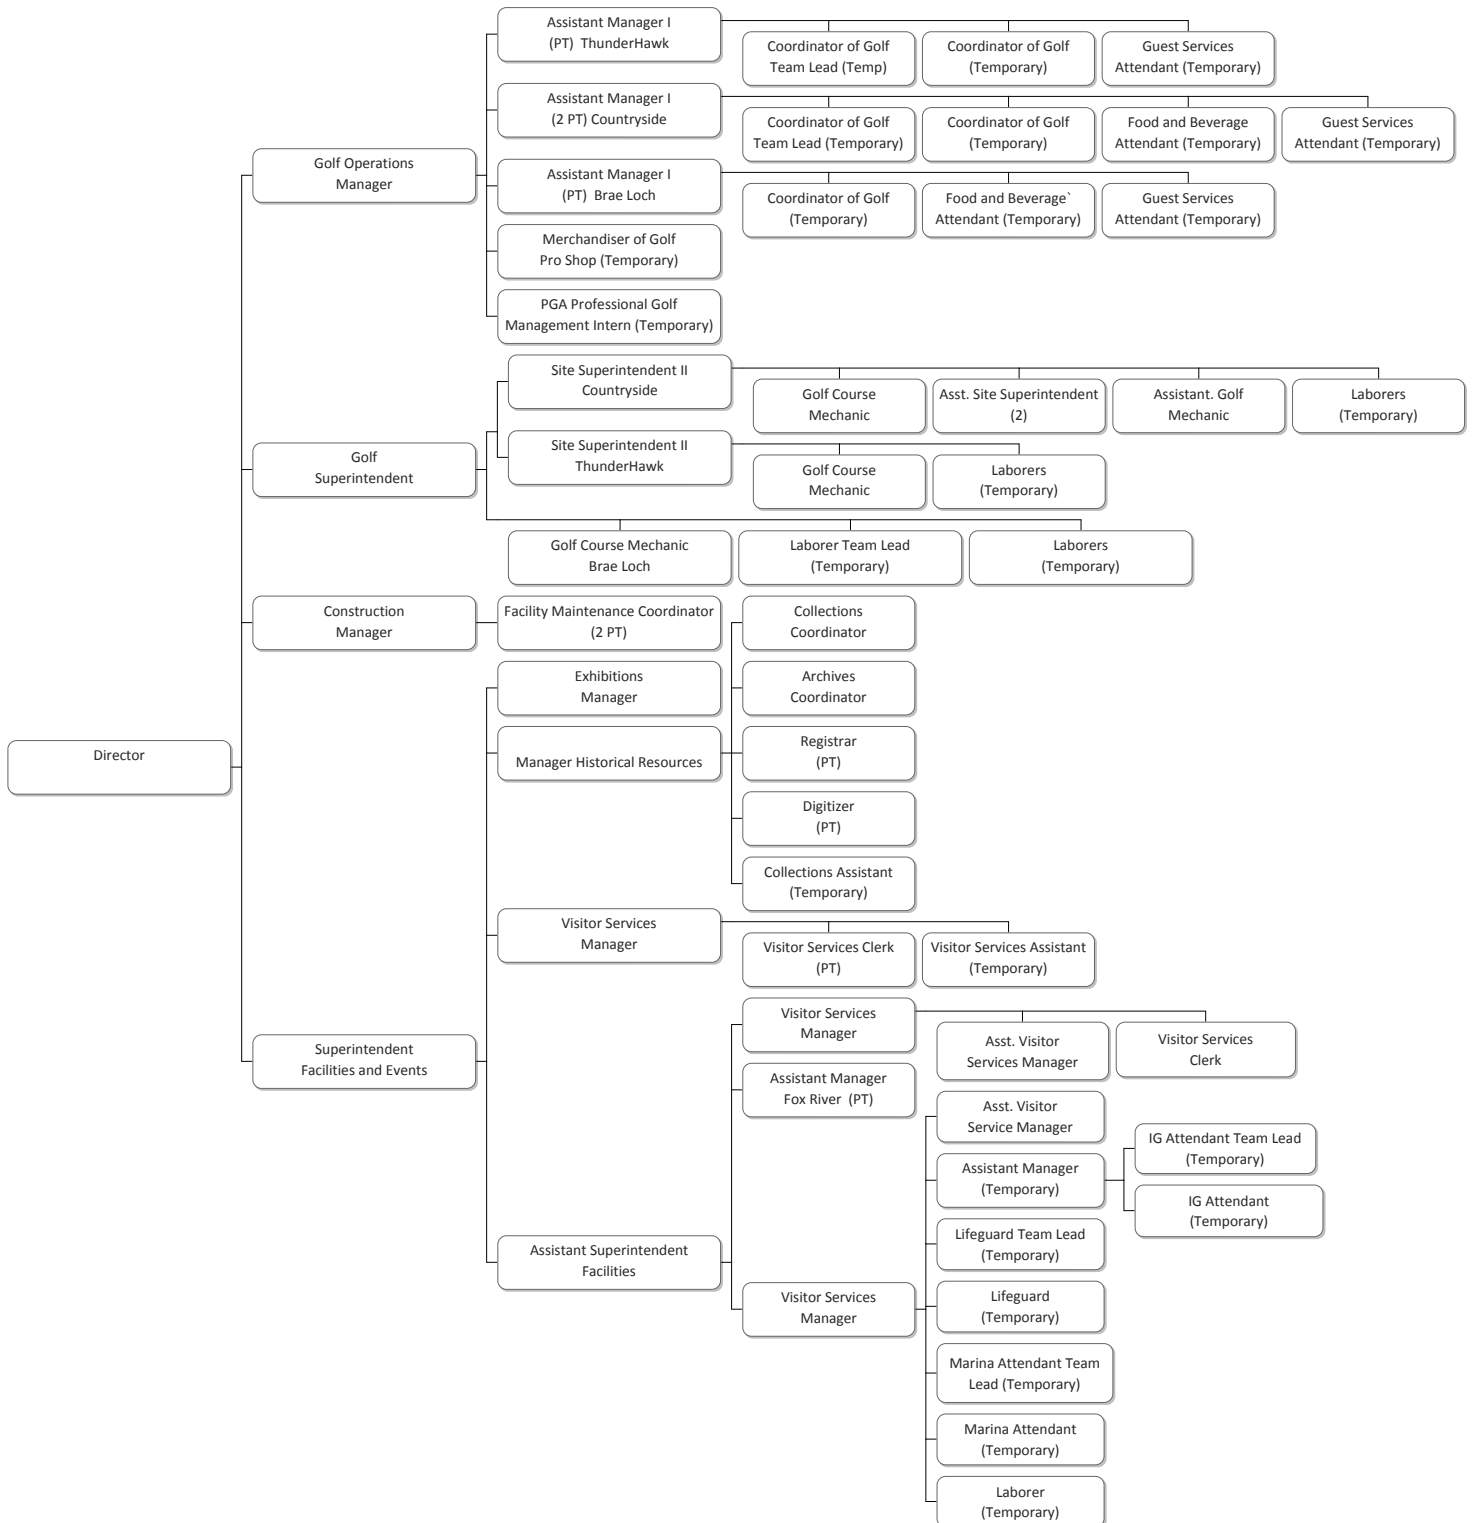 Director
Golf Operations
Manager
Assistant Manager I
(PT)  ThunderHawk
Coordinator of Golf
Team Lead (Temp)
Coordinator of Golf
(Temporary)
Guest Services
Attendant (Temporary)
Assistant Manager I
(2 PT) Countryside
Coordinator of Golf
Team Lead (Temporary)
Coordinator of Golf
(Temporary)
Food and Beverage
Attendant (Temporary)
Guest Services
Attendant (Temporary)
Assistant Manager I
(PT)  Brae Loch
Coordinator of Golf
(Temporary)
Food and Beverage`
Attendant (Temporary)
Guest Services
Attendant (Temporary)
Merchandiser of Golf
Pro Shop (Temporary)
PGA Professional Golf
Management Intern (Temporary)
Golf
Superintendent
Site Superintendent II
Countryside
Golf Course
Mechanic
Asst. Site Superintendent
(2)
Assistant. Golf
Mechanic
Laborers
(Temporary)
Site Superintendent II
ThunderHawk
Golf Course
Mechanic
Laborers
(Temporary)
Golf Course Mechanic
Brae Loch
Laborer Team Lead
(Temporary)
Laborers
(Temporary)
Construction
Manager
Facility Maintenance Coordinator
(2 PT)
Superintendent
Facilities and Events
Exhibitions
Manager
Manager Historical Resources
Collections
Coordinator
Archives
Coordinator
Registrar
(PT)
Digitizer
(PT)
Collections Assistant
(Temporary)
Visitor Services
Manager
Visitor Services Clerk
(PT)
Visitor Services Assistant
(Temporary)
Assistant Superintendent
Facilities
Visitor Services
Manager
Asst. Visitor
Services Manager
Visitor Services
Clerk
Assistant Manager
Fox River  (PT)
Visitor Services
Manager
Asst. Visitor
Service Manager
Assistant Manager
(Temporary)
IG Attendant Team Lead
(Temporary)
IG Attendant
(Temporary)
Lifeguard Team Lead
(Temporary)
Lifeguard
(Temporary)
Marina Attendant Team
Lead (Temporary)
Marina Attendant
(Temporary)
Laborer
(Temporary)